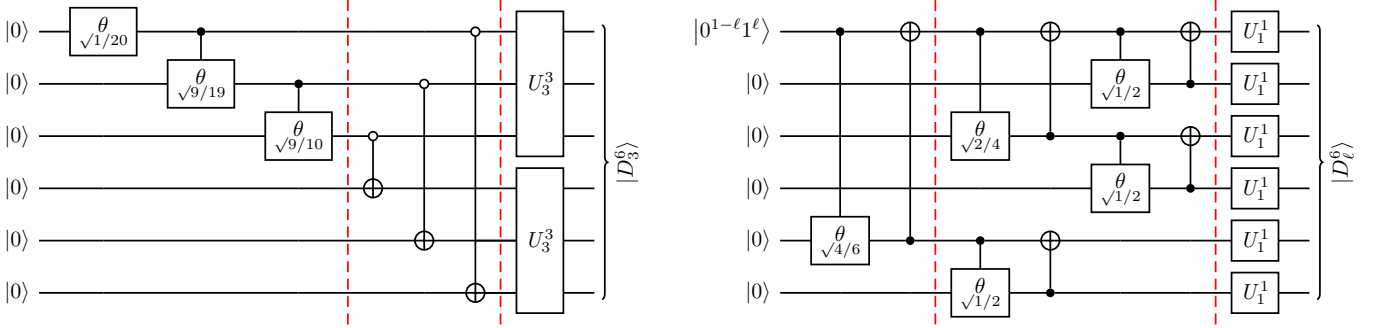 |0⟩ θ √1/20 |0^{1−ℓ}1^ℓ⟩ U_1^1
|0⟩ θ √9/19 U_3^3 |0⟩ θ √1/2 U_1^1
|0⟩ θ √9/10 |0⟩ θ √2/4 U_1^1
|D_3^6⟩ |D_ℓ^6⟩
|0⟩ |0⟩ θ √1/2 U_1^1
|0⟩ U_3^3 |0⟩ θ √4/6 U_1^1
|0⟩ |0⟩ θ √1/2 U_1^1